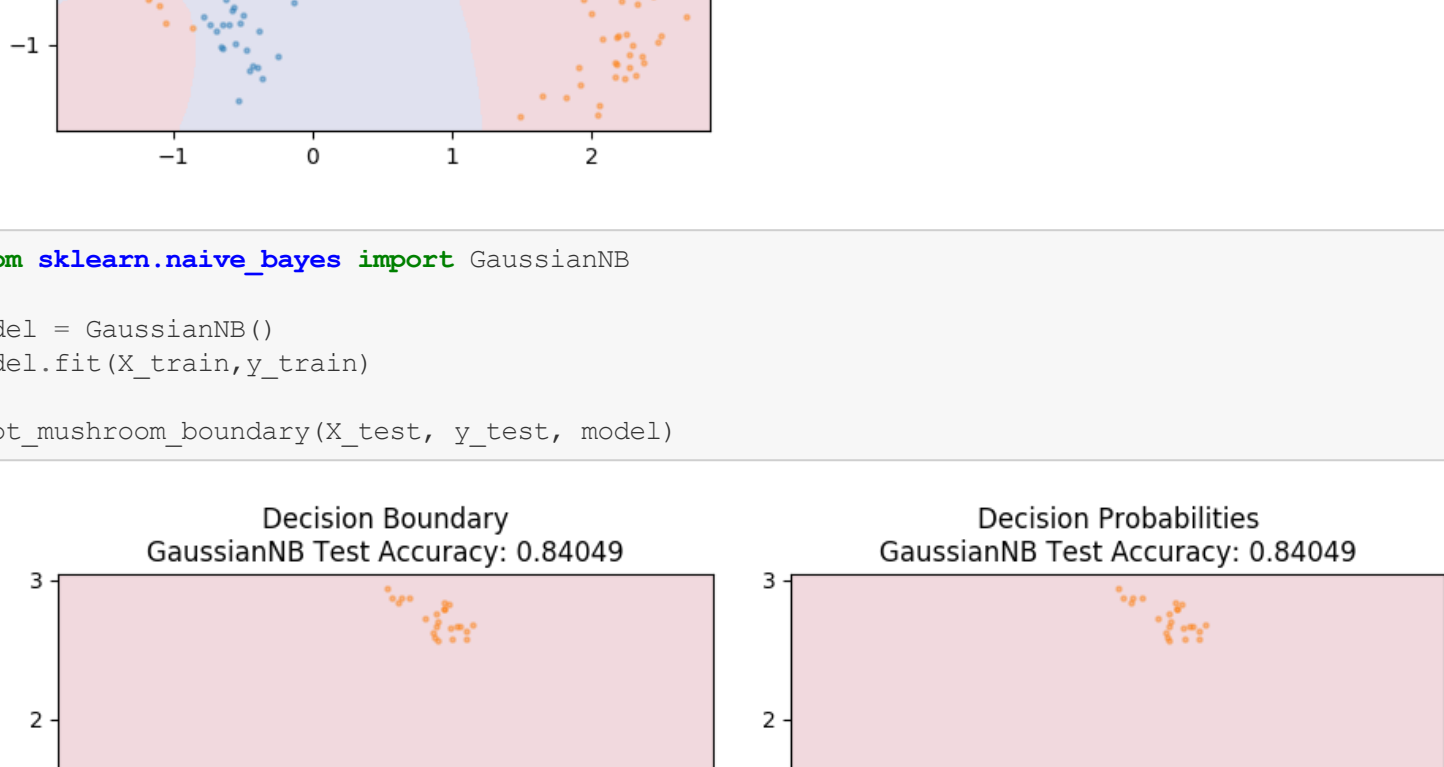 −1
−1 0 1 2
om sklearn.naive_bayes import GaussianNB
del = GaussianNB()
del.fit(X_train,y_train)
ot_mushroom_boundary(X_test, y_test, model)
Decision Boundary
GaussianNB Test Accuracy: 0.84049
3
2
Decision Probabilities
GaussianNB Test Accuracy: 0.84049
3
2